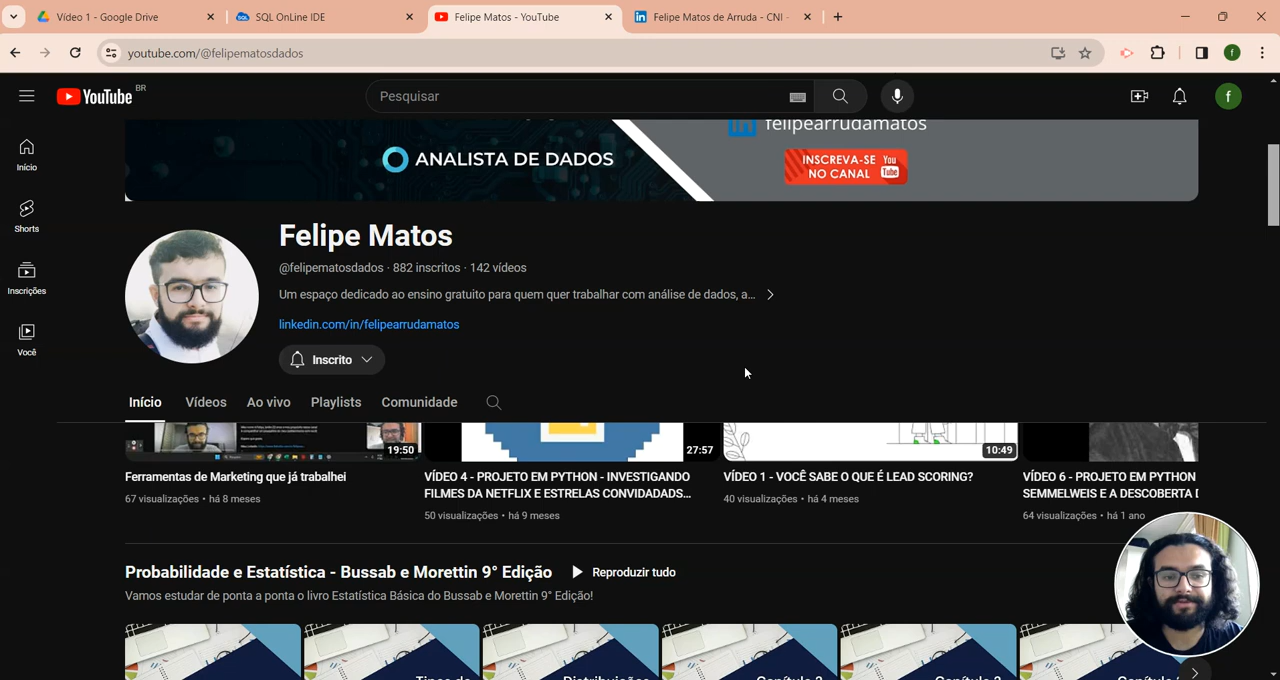 Vídeo 1 - Google Drive
SQL OnLine IDE
Felipe Matos - YouTube
Felipe Matos de Arruda - CNI -
youtube.com/@felipematosdados
f
YouTube BR
Pesquisar
f
Início
Shorts
Inscrições
Você
ANALISTA DE DADOS
in felipearrudamatos
INSCREVA-SE NO CANAL You Tube
Felipe Matos
@felipematosdados · 882 inscritos · 142 vídeos
Um espaço dedicado ao ensino gratuito para quem quer trabalhar com análise de dados, a...
linkedin.com/in/felipearrudamatos
Inscrito
Início Vídeos Ao vivo Playlists Comunidade
19:50
27:57
10:49
Ferramentas de Marketing que já trabalhei
67 visualizações • há 8 meses
VÍDEO 4 - PROJETO EM PYTHON - INVESTIGANDO
FILMES DA NETFLIX E ESTRELAS CONVIDADADS...
50 visualizações • há 9 meses
VÍDEO 1 - VOCÊ SABE O QUE É LEAD SCORING?
40 visualizações • há 4 meses
VÍDEO 6 - PROJETO EM PYTHON
SEMMELWEIS E A DESCOBERTA D
64 visualizações • há 1 ano
Probabilidade e Estatística - Bussab e Morettin 9° Edição
Reproduzir tudo
Vamos estudar de ponta a ponta o livro Estatística Básica do Bussab e Morettin 9° Edição!